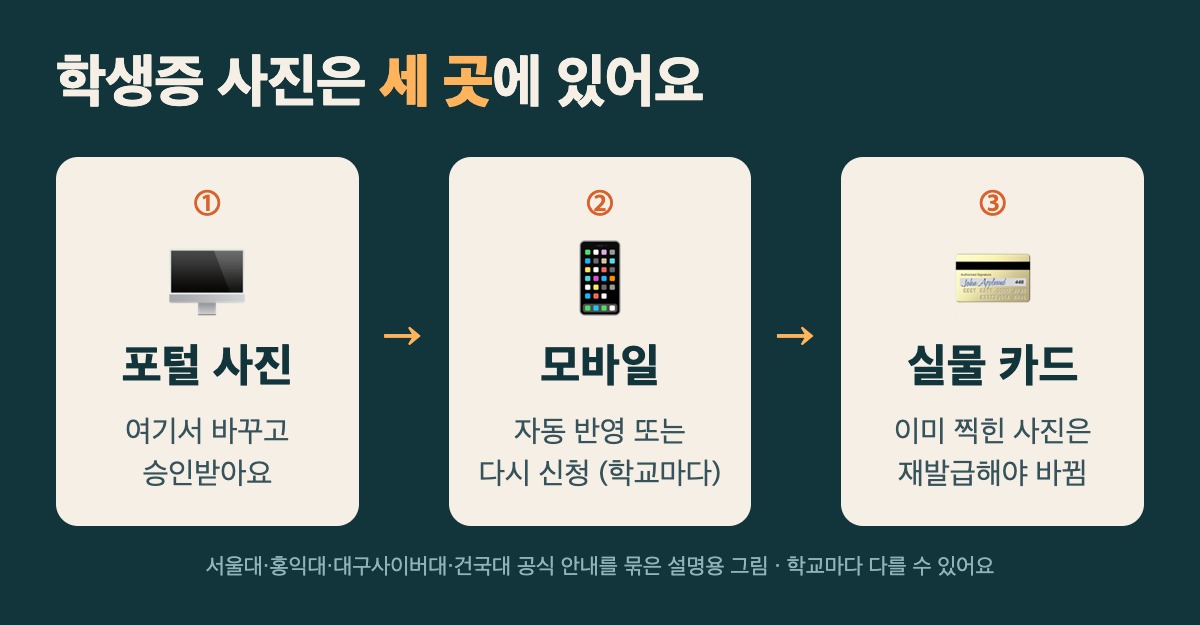 학생증 사진은 세 곳에 있어요
①
포털 사진
여기서 바꾸고
승인받아요
→
②
모바일
자동 반영 또는
다시 신청 (학교마다)
→
③
Authorized Signature
John Appleseed
실물 카드
이미 찍힌 사진은
재발급해야 바뀜
서울대·홍익대·대구사이버대·건국대 공식 안내를 묶은 설명용 그림 · 학교마다 다를 수 있어요